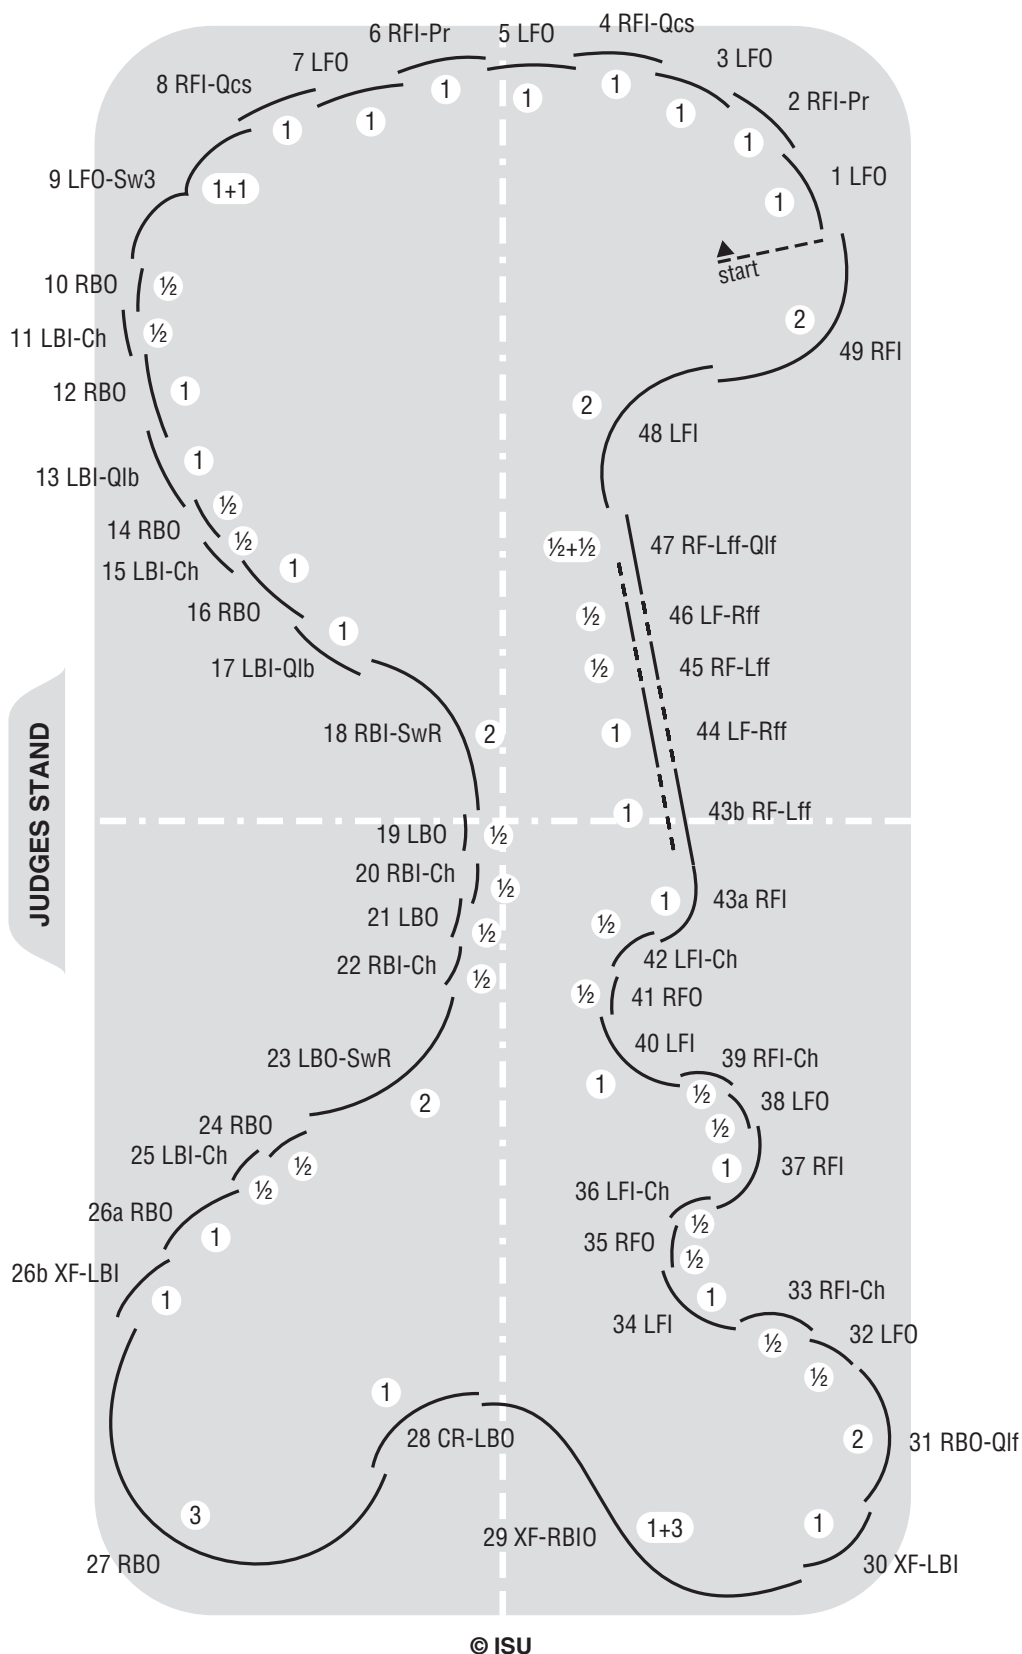 6 RFI-Pr
5 LFO
4 RFI-Qcs
7 LFO
3 LFO
8 RFI-Qcs
1
1
1
2 RFI-Pr
1
1
1
1
9 LFO-Sw3
1+1
1 LFO
1
start
10 RBO
½
2
11 LBI-Ch
½
49 RFI
12 RBO
1
2
48 LFI
13 LBI-Qlb
1
½
14 RBO
½
½+½
47 RF-Lff-Qlf
15 LBI-Ch
1
16 RBO
½
46 LF-Rff
1
17 LBI-Qlb
½
45 RF-Lff
18 RBI-SwR
2
1
44 LF-Rff
JUDGES STAND
19 LBO
½
1
43b RF-Lff
20 RBI-Ch
½
1
43a RFI
21 LBO
½
½
22 RBI-Ch
½
42 LFI-Ch
½
41 RFO
23 LBO-SwR
40 LFI
39 RFI-Ch
2
1
½
38 LFO
24 RBO
½
25 LBI-Ch
½
1
37 RFI
½
36 LFI-Ch
26a RBO
1
½
35 RFO
½
26b XF-LBI
1
1
33 RFI-Ch
34 LFI
½
32 LFO
½
1
28 CR-LBO
2
31 RBO-Qlf
3
29 XF-RBIO
1+3
1
27 RBO
30 XF-LBI
© ISU